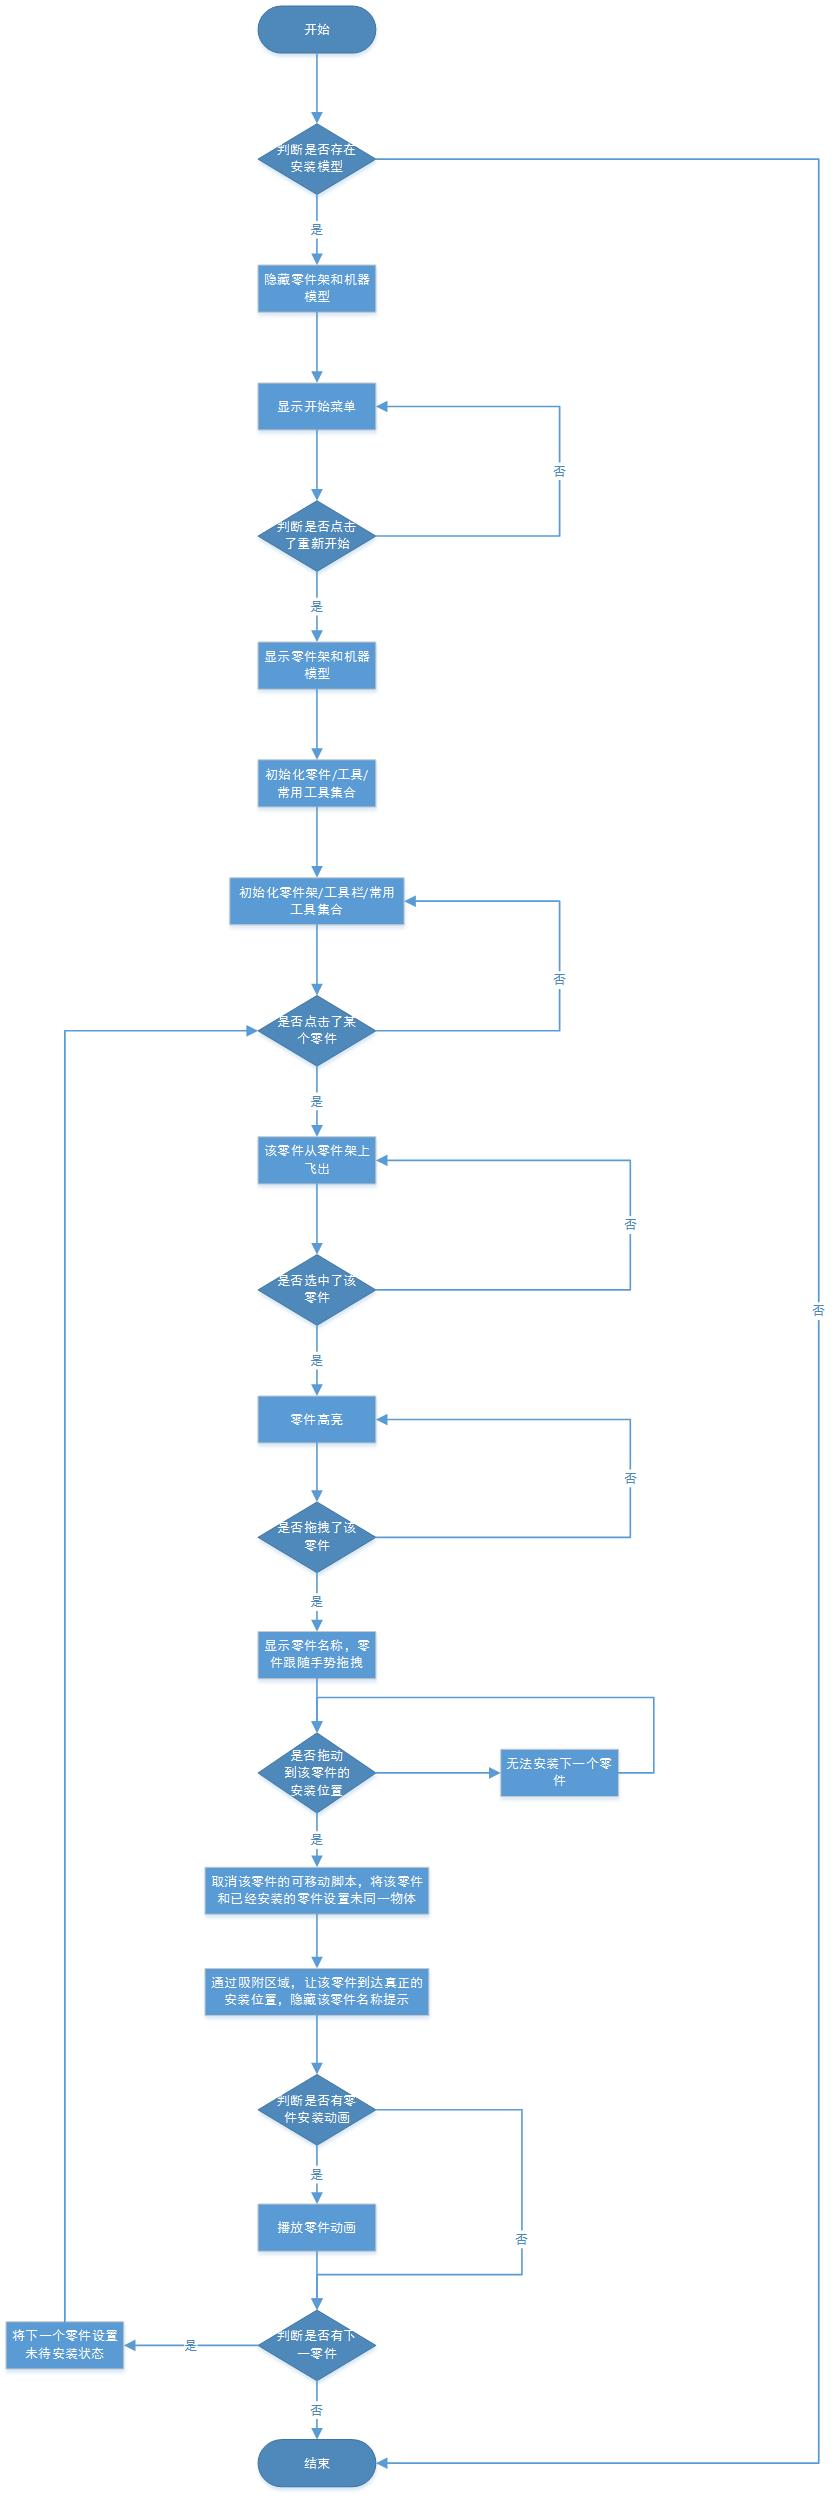 开始
判断是否存在
安装模型
是
隐藏零件架和机器
模型
显示开始菜单
否
判断是否点击
了重新开始
是
显示零件架和机器
模型
初始化零件/工具/
常用工具集合
初始化零件架/工具栏/常用
工具集合
否
是否点击了某
个零件
是
该零件从零件架上
飞出
否
是否选中了该
零件
否
是
零件高亮
否
是否拖拽了该
零件
是
显示零件名称，零
件跟随手势拖拽
是否拖动
到该零件的
安装位置
无法安装下一个零
件
是
取消该零件的可移动脚本，将该零件
和已经安装的零件设置未同一物体
通过吸附区域，让该零件到达真正的
安装位置，隐藏该零件名称提示
判断是否有零
件安装动画
是
播放零件动画
否
将下一个零件设置
未待安装状态
是
判断是否有下
一零件
否
结束